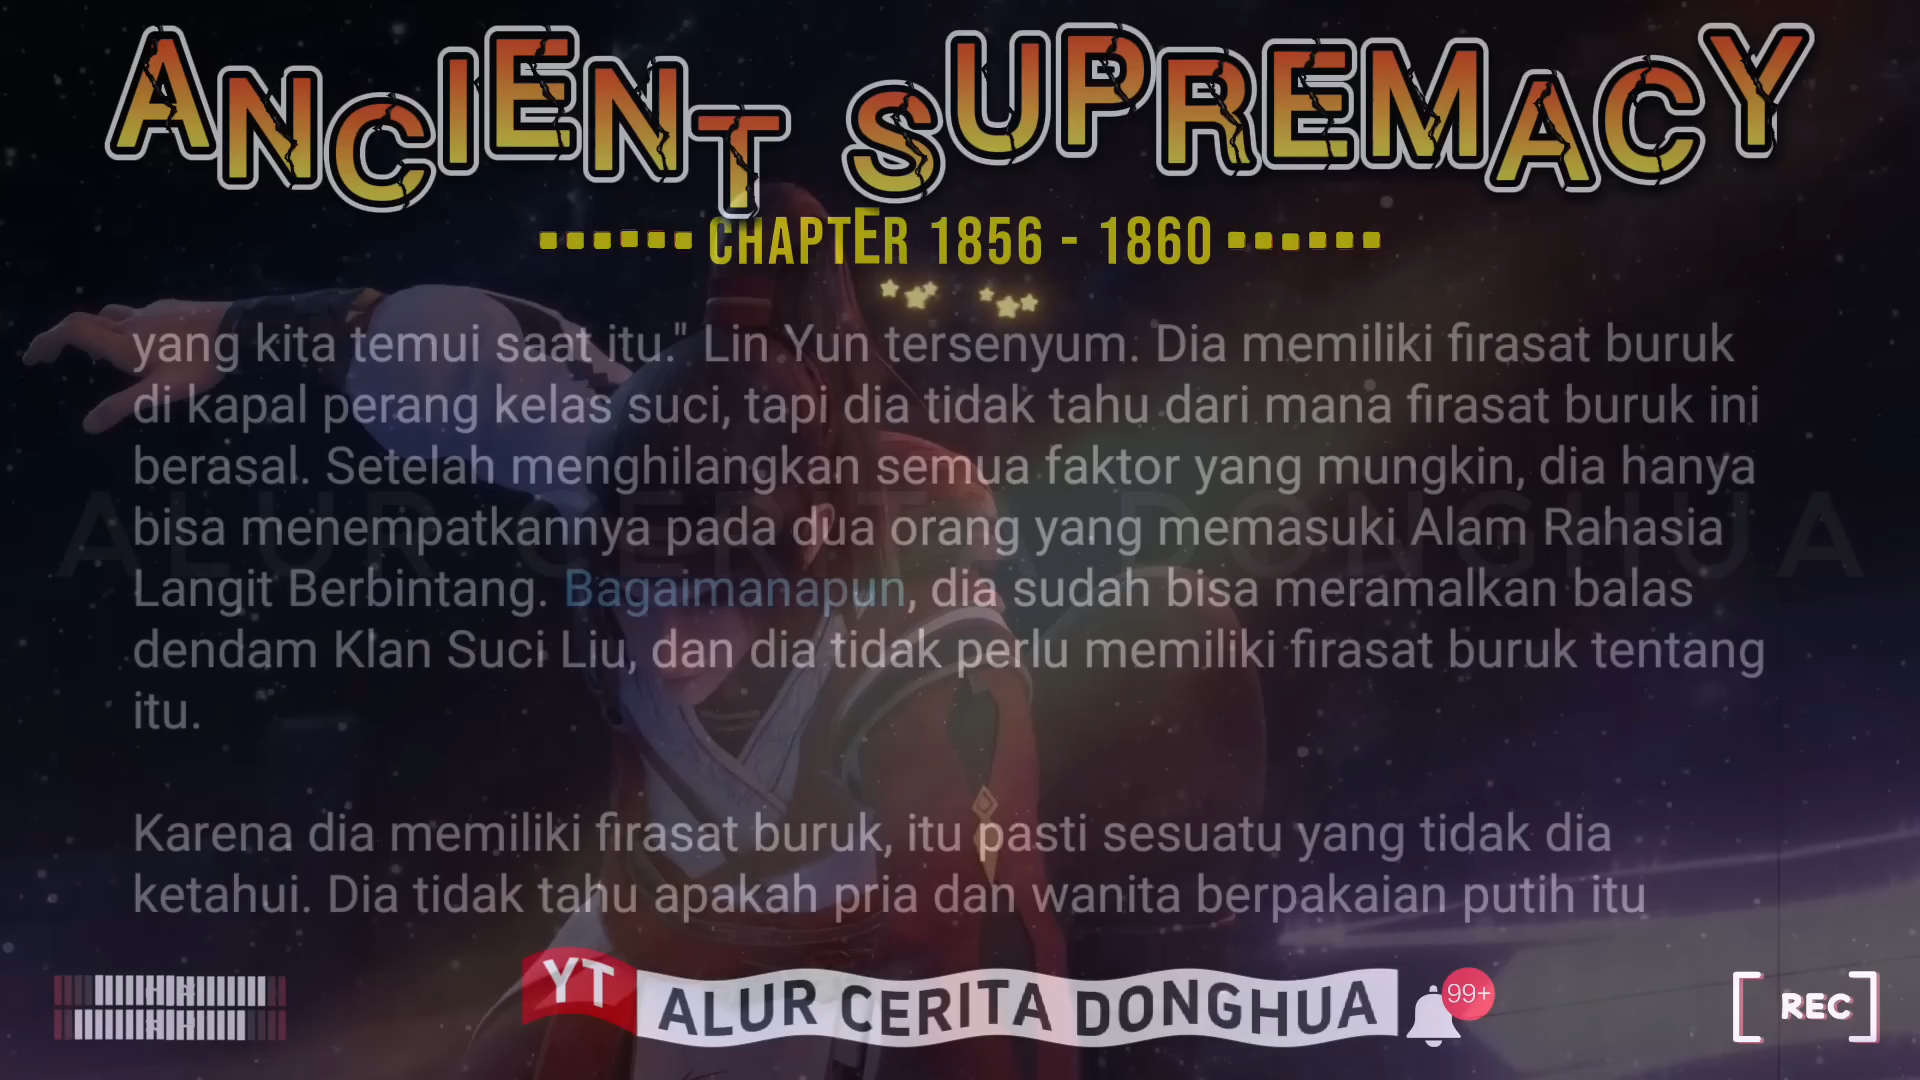 ANCIENT SUPREMACY
CHAPTER 1856 - 1860
yang kita temui saat itu." Lin Yun tersenyum. Dia memiliki firasat buruk
di kapal perang kelas suci, tapi dia tidak tahu dari mana firasat buruk ini
berasal. Setelah menghilangkan semua faktor yang mungkin, dia hanya
bisa menempatkannya pada dua orang yang memasuki Alam Rahasia
ALUR CERITA DONGHUA
Langit Berbintang. Bagaimanapun, dia sudah bisa meramalkan balas
dendam Klan Suci Liu, dan dia tidak perlu memiliki firasat buruk tentang
itu.
Karena dia memiliki firasat buruk, itu pasti sesuatu yang tidak dia
ketahui. Dia tidak tahu apakah pria dan wanita berpakaian putih itu
YT ALUR CERITA DONGHUA 99+
REC